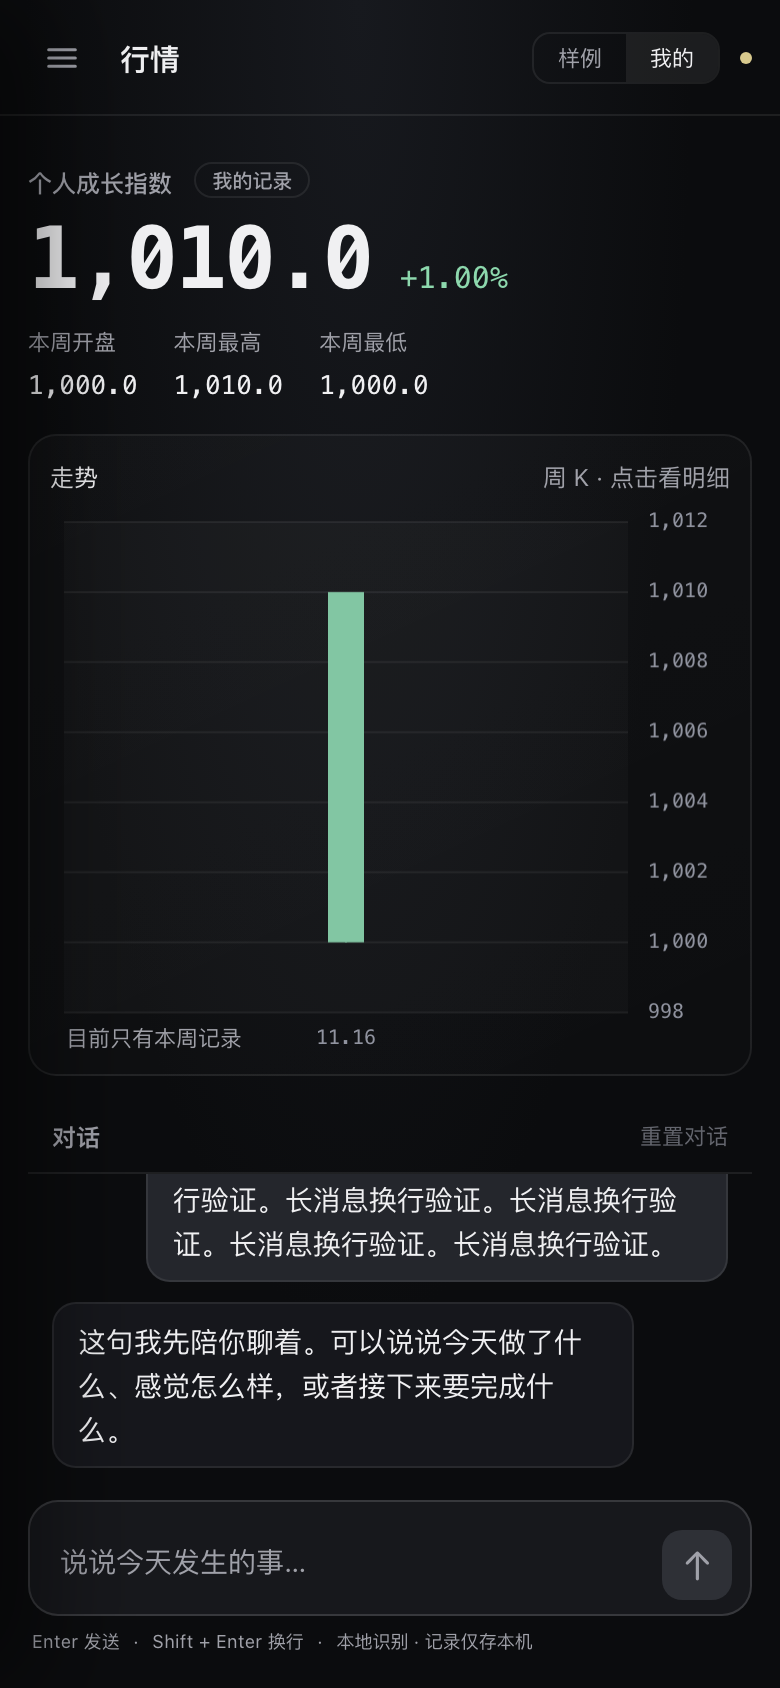 行情
样例 我的
个人成长指数 我的记录
1,010.0 +1.00%
本周开盘 本周最高 本周最低
1,000.0 1,010.0 1,000.0
走势 周 K · 点击看明细
1,012
1,010
1,008
1,006
1,004
1,002
1,000
998
目前只有本周记录 11.16
对话 重置对话
行验证。长消息换行验证。长消息换行验
证。长消息换行验证。长消息换行验证。
这句我先陪你聊着。可以说说今天做了什
么、感觉怎么样，或者接下来要完成什
么。
说说今天发生的事…
Enter 发送 · Shift + Enter 换行 · 本地识别 · 记录仅存本机